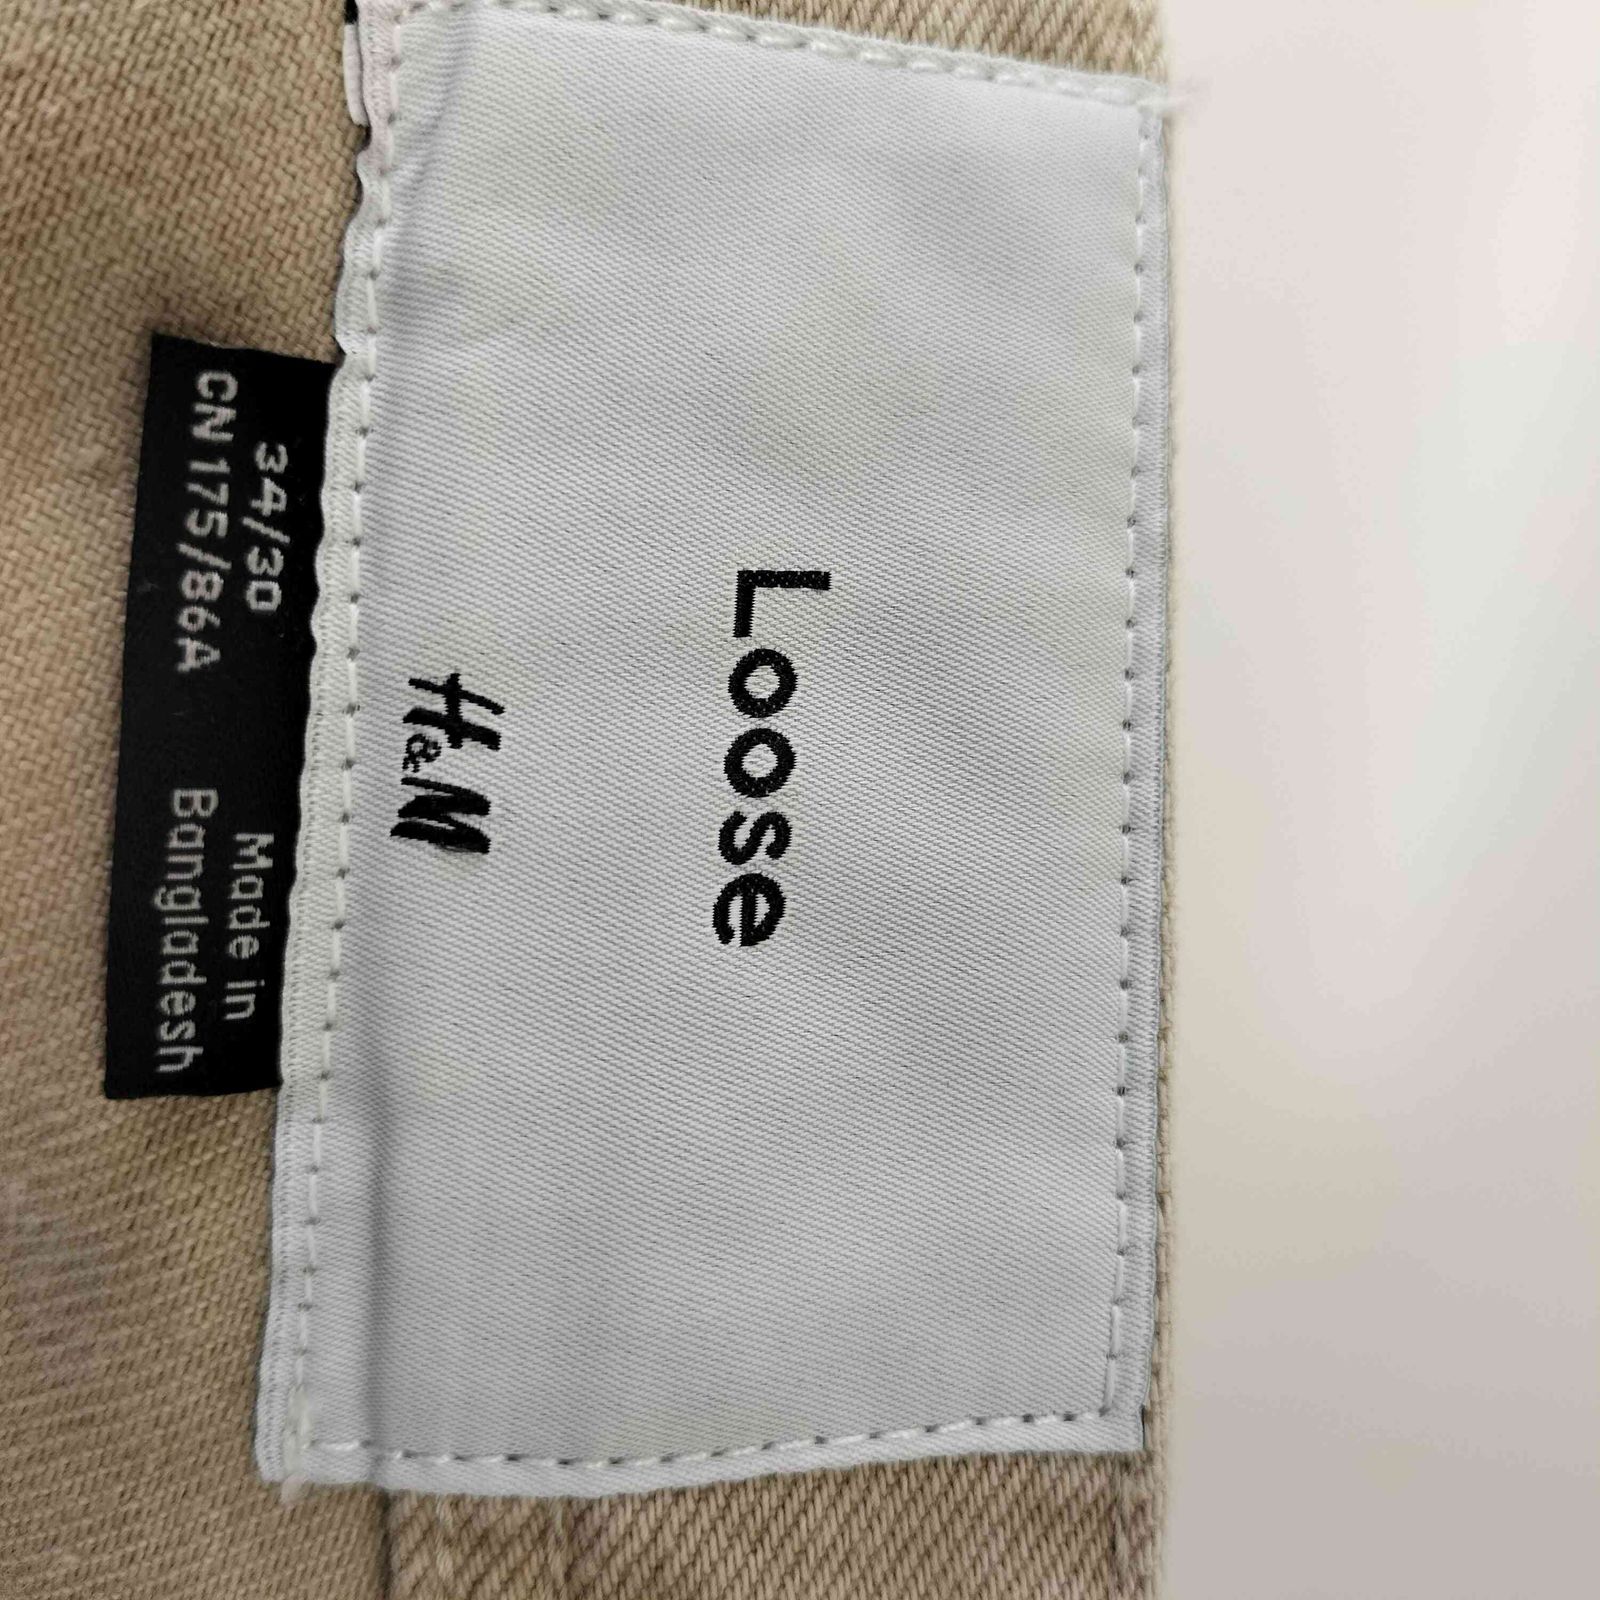 Loose
H&M
34/30
CN 175/86A
Made in
Bangladesh